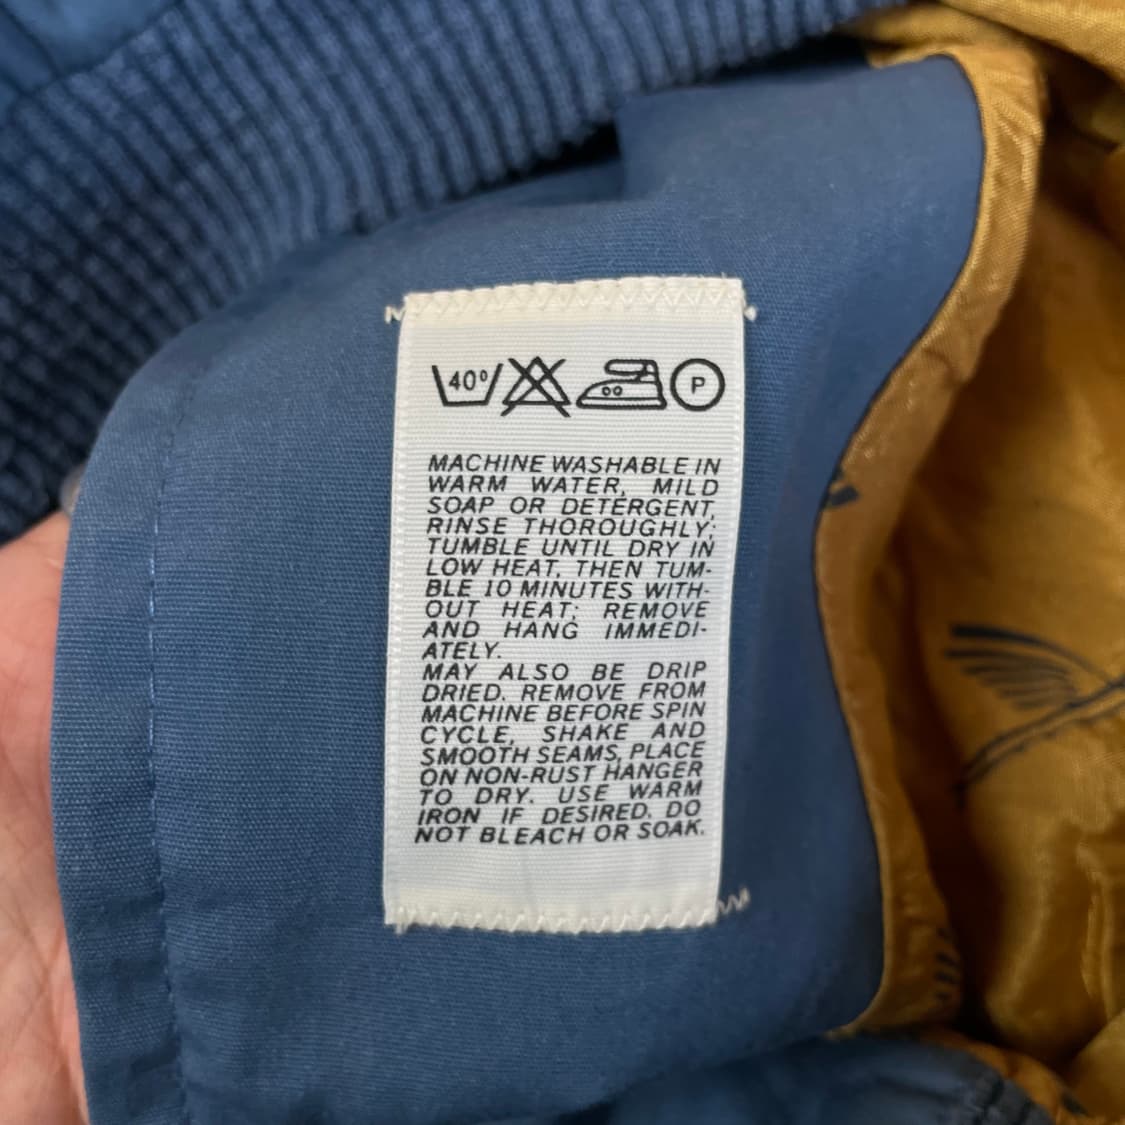 40° P
MACHINE WASHABLE IN
WARM WATER, MILD
SOAP OR DETERGENT,
RINSE THOROUGHLY;
TUMBLE UNTIL DRY IN
LOW HEAT, THEN TUM-
BLE 10 MINUTES WITH-
OUT HEAT; REMOVE
AND HANG IMMEDI-
ATELY.
MAY ALSO BE DRIP
DRIED. REMOVE FROM
MACHINE BEFORE SPIN
CYCLE, SHAKE AND
SMOOTH SEAMS, PLACE
ON NON-RUST HANGER
TO DRY. USE WARM
IRON IF DESIRED. DO
NOT BLEACH OR SOAK.